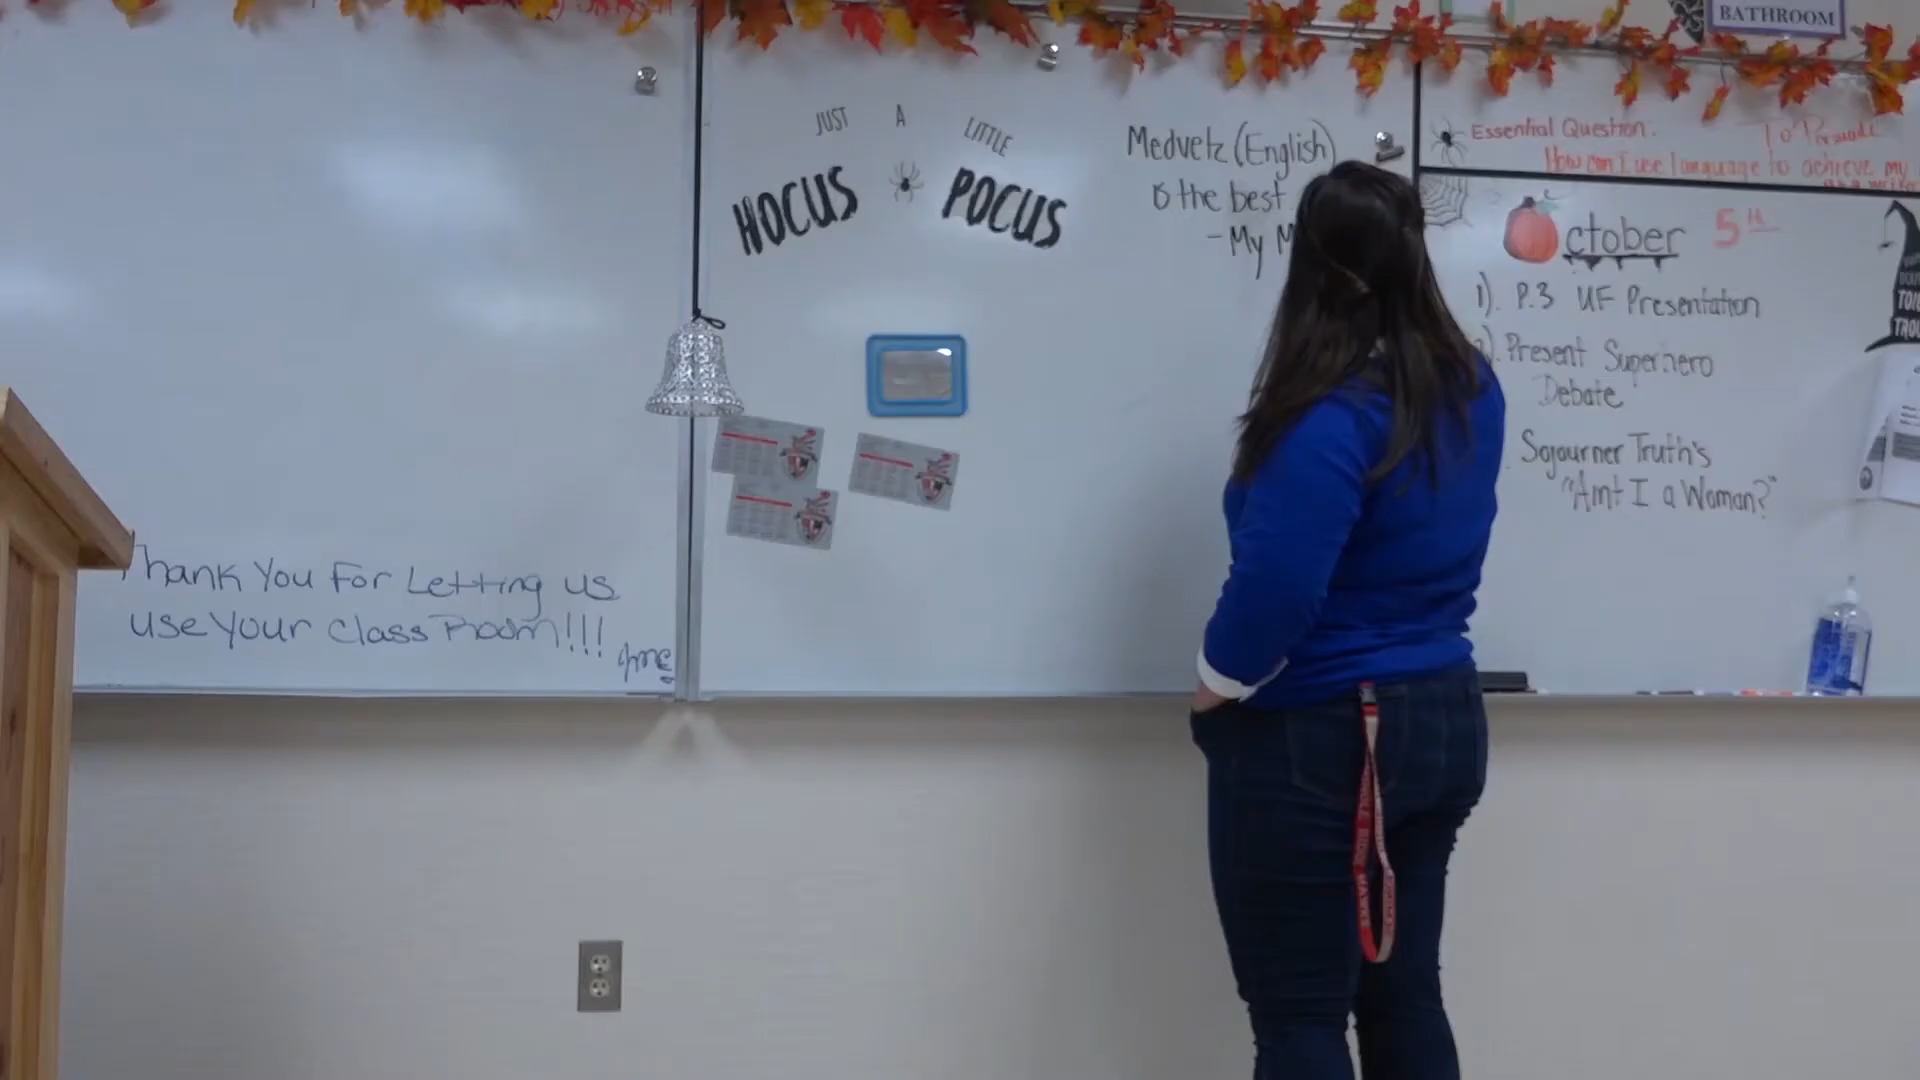 BATHROOM
JUST A LITTLE
HOCUS POCUS
Medvetz (English)
is the best
- My M
Essential Question. To Persuade
How can I use language to achieve my
ctober 5th
1). P.3 UF Presentation
2). Present Superhero
Debate
Sojourner Truth's
"Ain't I a Woman?"
Thank You For Letting us
use Your Class Room!!!